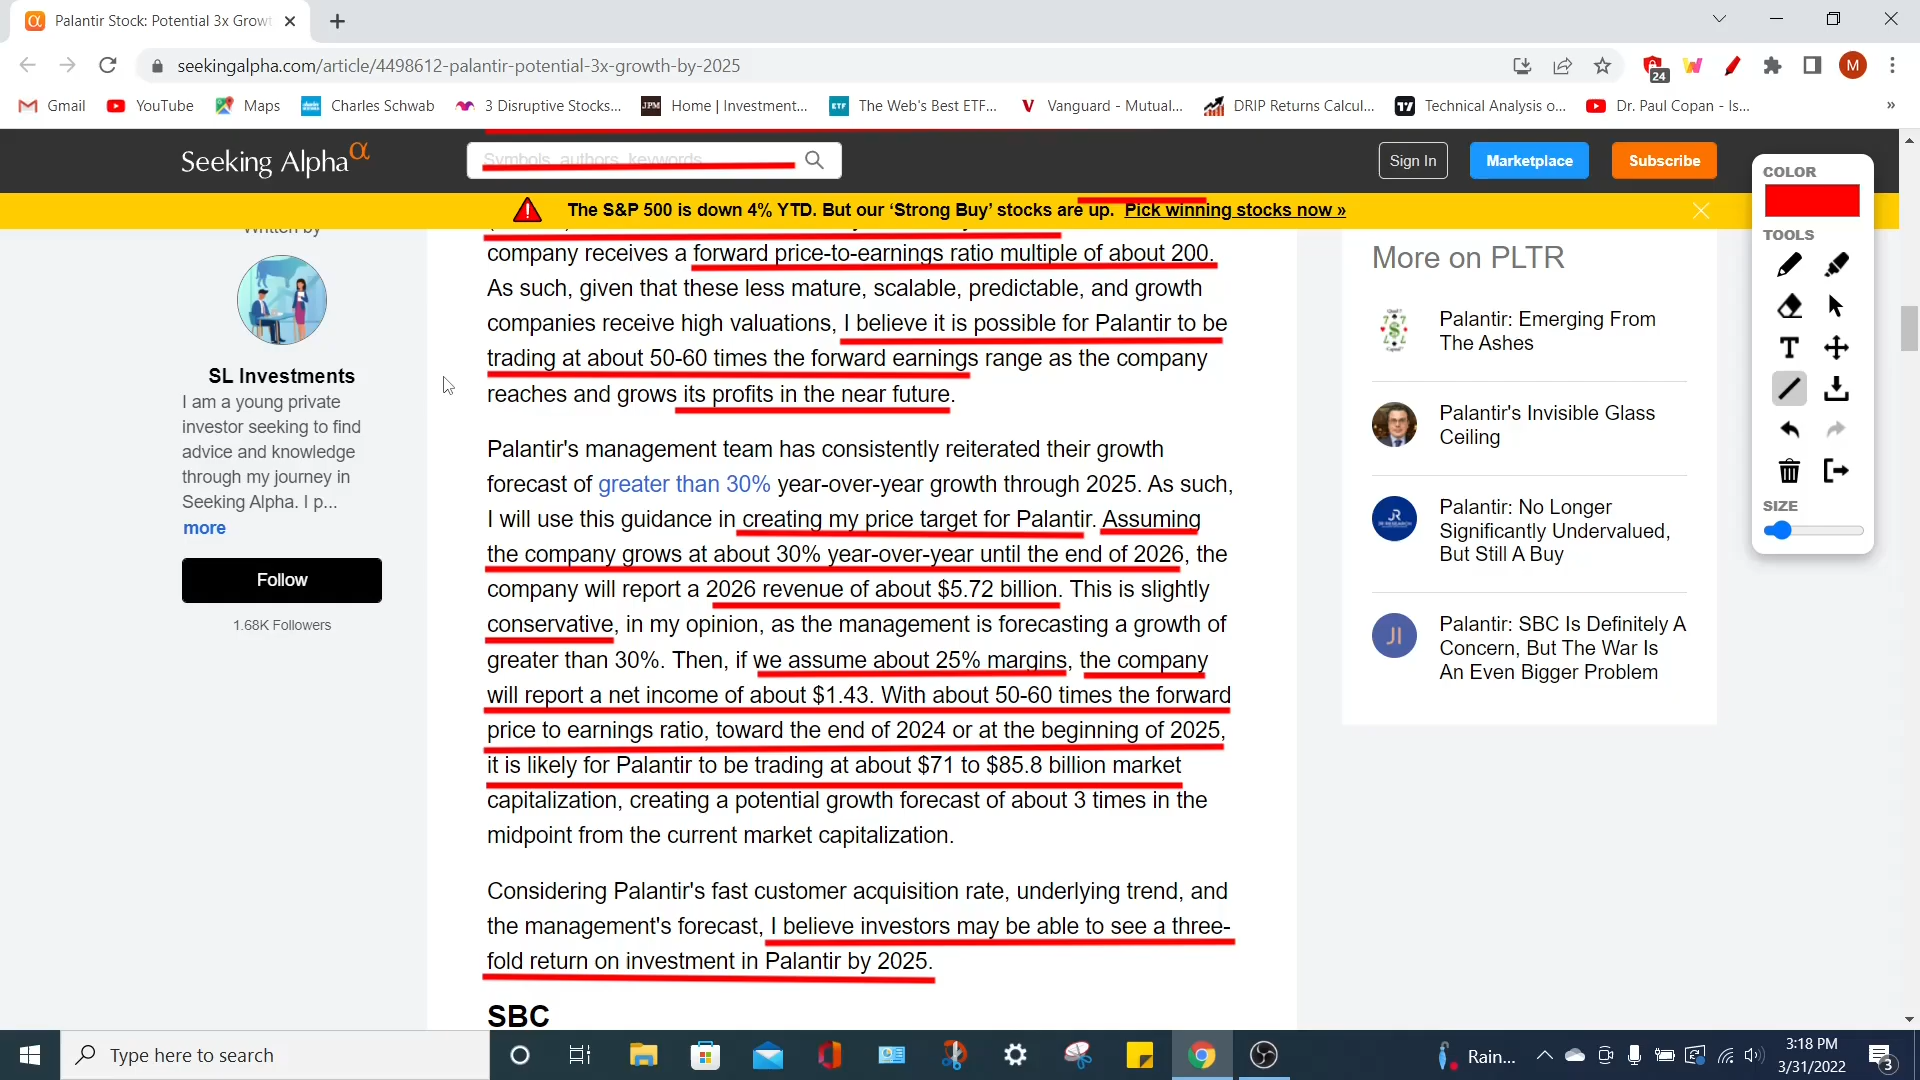 Palantir Stock: Potential 3x Growt
seekingalpha.com/article/4498612-palantir-potential-3x-growth-by-2025
24
M
Gmail
YouTube
Maps
Charles Schwab
3 Disruptive Stocks...
JPM
Home | Investment...
ETF
The Web's Best ETF...
Vanguard - Mutual...
DRIP Returns Calcul...
Technical Analysis o...
Dr. Paul Copan - Is...
»
Seeking Alpha α
Symbols, authors, keywords
Sign In
Marketplace
Subscribe
The S&P 500 is down 4% YTD. But our ‘Strong Buy’ stocks are up. Pick winning stocks now »
Written by
SL Investments
I am a young private
investor seeking to find
advice and knowledge
through my journey in
Seeking Alpha. I p...
more
Follow
1.68K Followers
company receives a forward price-to-earnings ratio multiple of about 200.
As such, given that these less mature, scalable, predictable, and growth
companies receive high valuations, I believe it is possible for Palantir to be
trading at about 50-60 times the forward earnings range as the company
reaches and grows its profits in the near future.
Palantir's management team has consistently reiterated their growth
forecast of greater than 30% year-over-year growth through 2025. As such,
I will use this guidance in creating my price target for Palantir. Assuming
the company grows at about 30% year-over-year until the end of 2026, the
company will report a 2026 revenue of about $5.72 billion. This is slightly
conservative, in my opinion, as the management is forecasting a growth of
greater than 30%. Then, if we assume about 25% margins, the company
will report a net income of about $1.43. With about 50-60 times the forward
price to earnings ratio, toward the end of 2024 or at the beginning of 2025,
it is likely for Palantir to be trading at about $71 to $85.8 billion market
capitalization, creating a potential growth forecast of about 3 times in the
midpoint from the current market capitalization.
Considering Palantir's fast customer acquisition rate, underlying trend, and
the management's forecast, I believe investors may be able to see a three-
fold return on investment in Palantir by 2025.
SBC
More on PLTR
Palantir: Emerging From
The Ashes
Palantir's Invisible Glass
Ceiling
Palantir: No Longer
Significantly Undervalued,
But Still A Buy
JI
Palantir: SBC Is Definitely A
Concern, But The War Is
An Even Bigger Problem
COLOR
TOOLS
T
SIZE
Type here to search
Rain...
3:18 PM
3/31/2022
3